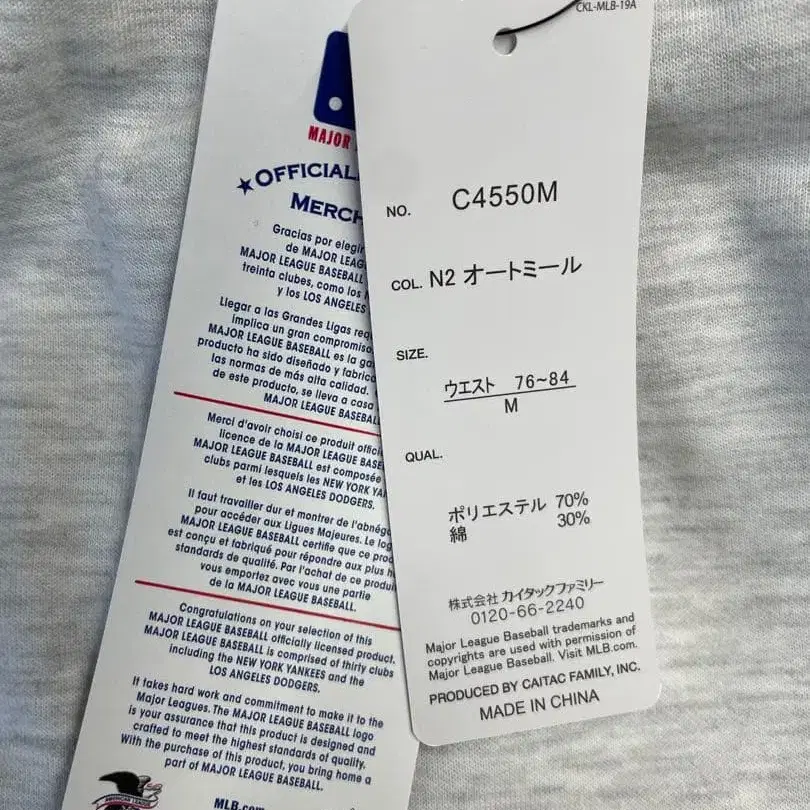 CKL-MLB-19A
NO. C4550M
COL. N2 オートミール
SIZE.
ウエスト 76~84
M
QUAL.
ポリエステル 70%
綿 30%
株式会社 カイタックファミリー
0120-66-2240
Major League Baseball trademarks and
copyrights are used with permission of
Major League Baseball. Visit MLB.com.
PRODUCED BY CAITAC FAMILY, INC.
MADE IN CHINA
MAJOR
★OFFICIAL
MERCH
Gracias por elegir
de MAJOR LEAG
MAJOR LEAGUE BASEBALL
treinta clubes, como los
y los LOS ANGELES
Llegar a las Grandes Ligas req
implica un gran compromiso
MAJOR LEAGUE BASEBALL es la ga
producto ha sido diseñado y fabrica
las normas de más alta calidad.
de este producto, se lleva a casa
MAJOR LEAGUE BASEBALL
Merci d'avoir choisi ce produit offici
licence de la MAJOR LEAGUE BASE
MAJOR LEAGUE BASEBALL est composée
clubs parmi lesquels les NEW YORK YA
et les LOS ANGELES DODGERS.
Il faut travailler dur et montrer de l'abnég
pour accéder aux Ligues Majeures. Le log
MAJOR LEAGUE BASEBALL certifie que ce prod
est conçu et fabriqué pour répondre aux plus h
standards de qualité. Par l'achat de ce produi
vous emportez avec vous une partie
de la MAJOR LEAGUE BASEBALL.
Congratulations on your selection of this
MAJOR LEAGUE BASEBALL officially licensed product.
MAJOR LEAGUE BASEBALL is comprised of thirty clubs
including the NEW YORK YANKEES and the
LOS ANGELES DODGERS.
It takes hard work and commitment to make it to the
Major Leagues. The MAJOR LEAGUE BASEBALL logo
is your assurance that this product is designed and
crafted to meet the highest standards of quality.
With the purchase of this product, you bring home a
part of MAJOR LEAGUE BASEBALL.
AMERICAN LEAGUE
MLB.com